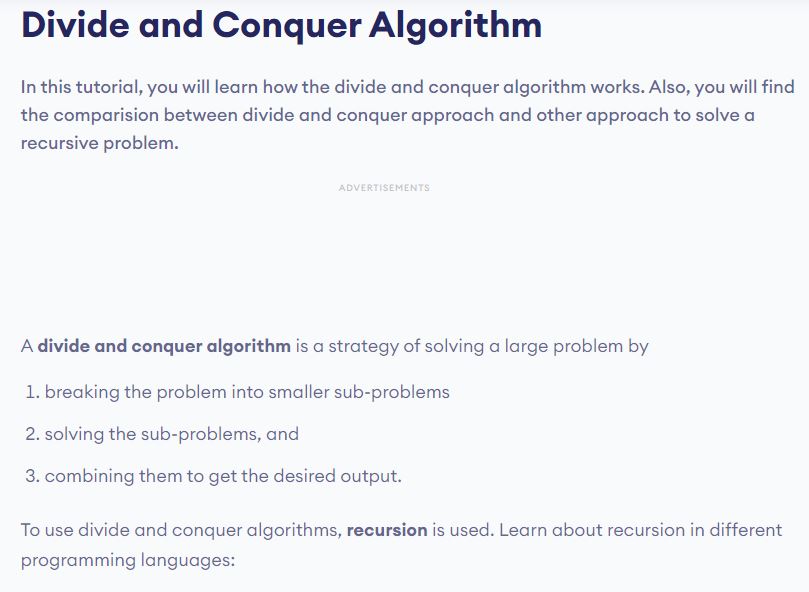 Divide and Conquer Algorithm
In this tutorial, you will learn how the divide and conquer algorithm works. Also, you will find
the comparision between divide and conquer approach and other approach to solve a
recursive problem.
ADVERTISEMENTS
A divide and conquer algorithm is a strategy of solving a large problem by
1. breaking the problem into smaller sub-problems
2. solving the sub-problems, and
3. combining them to get the desired output.
To use divide and conquer algorithms, recursion is used. Learn about recursion in different
programming languages: